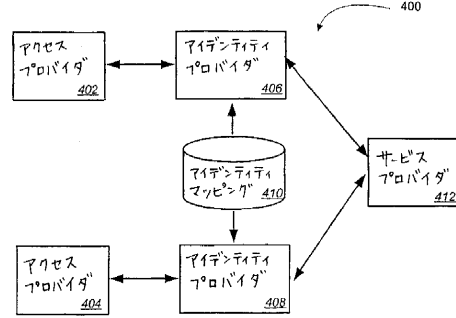 400
アクセス
プロバイダ
402
アイデンティティ
プロバイダ
406
アイデンティティ
マッピング
410
サービス
プロバイダ
412
アクセス
プロバイダ
404
アイデンティティ
プロバイダ
408